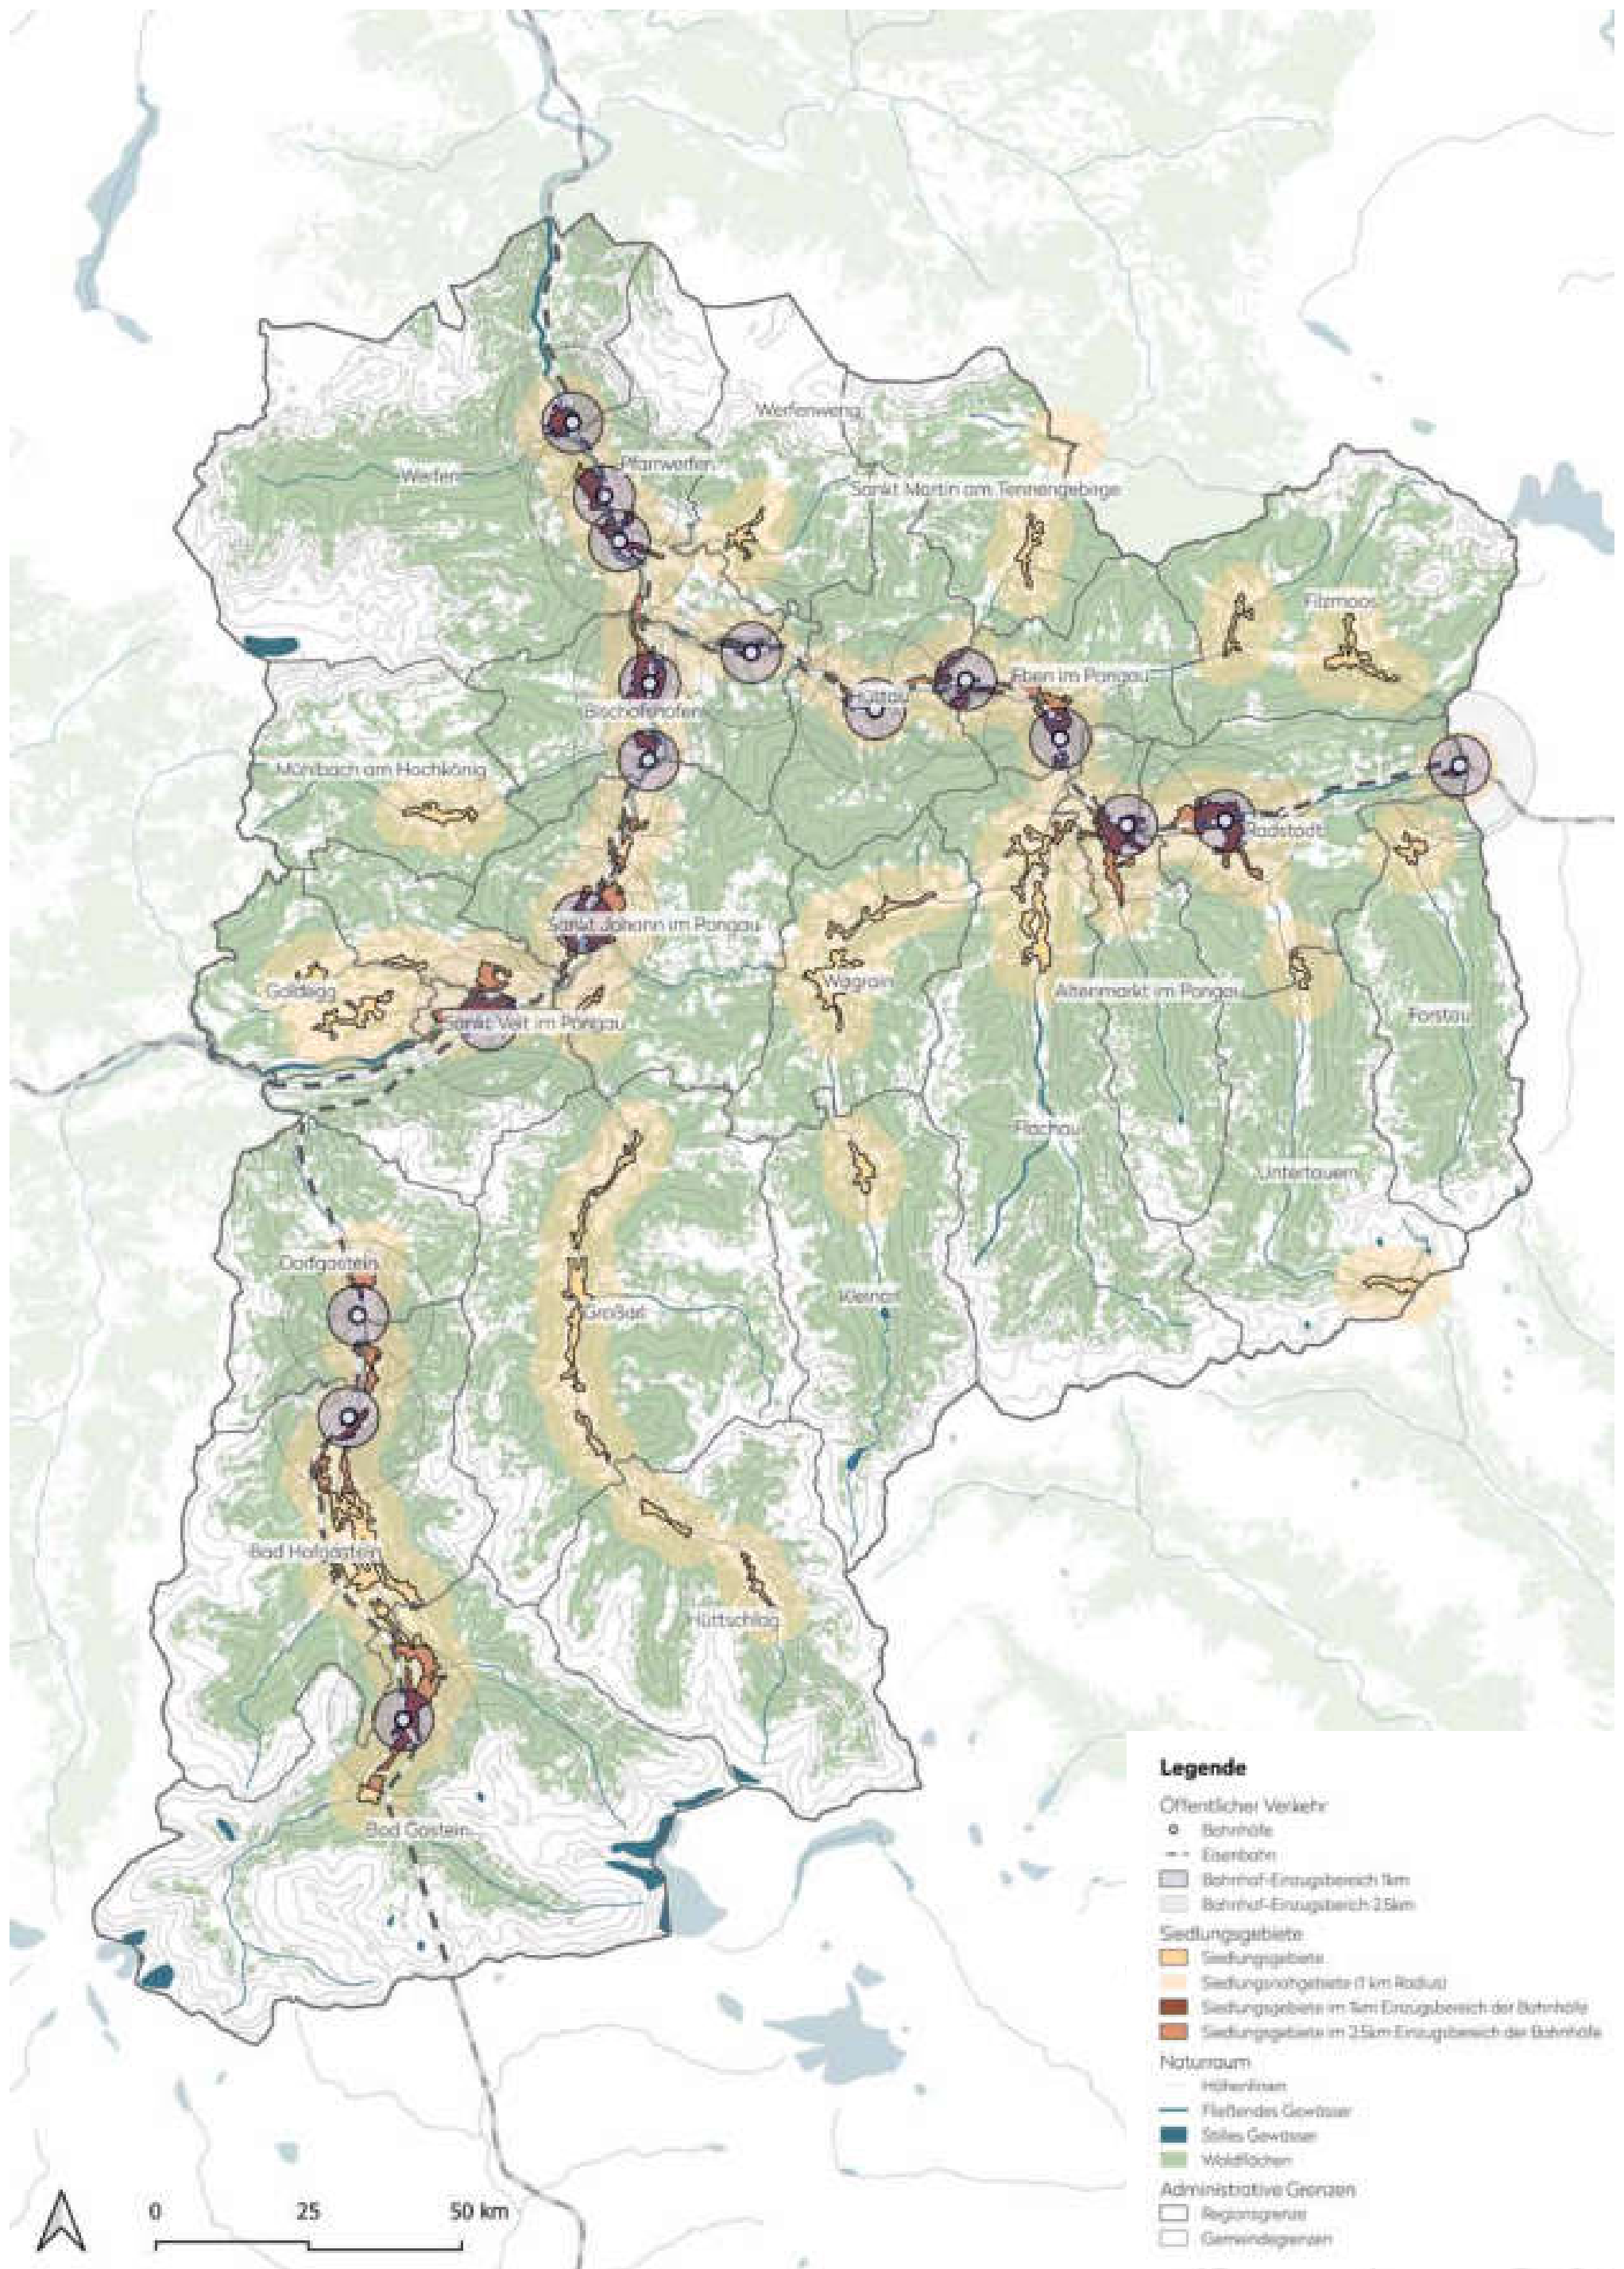 Werfenweng
Pfarrwerfen
Werfen
Sankt Martin am Tennengebirge
Filzmoos
Eben im Pongau
Hüttau
Bischofshofen
Mühlbach am Hochkönig
Radstadt
Sankt Johann im Pongau
Wagrain
Goldegg
Altenmarkt im Pongau
Forstau
Sankt Veit im Pongau
Flachau
Untertauern
Dorfgastein
Kleinarl
Großarl
Bad Hofgastein
Hüttschlag
Bad Gastein
Legende
Öffentlicher Verkehr
Bahnhöfe
Eisenbahn
Bahnhof-Einzugsbereich 1km
Bahnhof-Einzugsberich 2.5km
Siedlungsgebiete
Siedlungsgebiete
Siedlungsnahgebiete (1 km Radius)
Siedlungsgebiete im 1km Einzugsbereich der Bahnhöfe
Siedlungsgebiete im 2.5km Einzugsbereich der Bahnhöfe
Naturraum
Höhenlinien
Fließendes Gewässer
Stilles Gewässer
Waldflächen
Administrative Grenzen
Regionsgrenze
Gemeindegrenzen
0 25 50 km